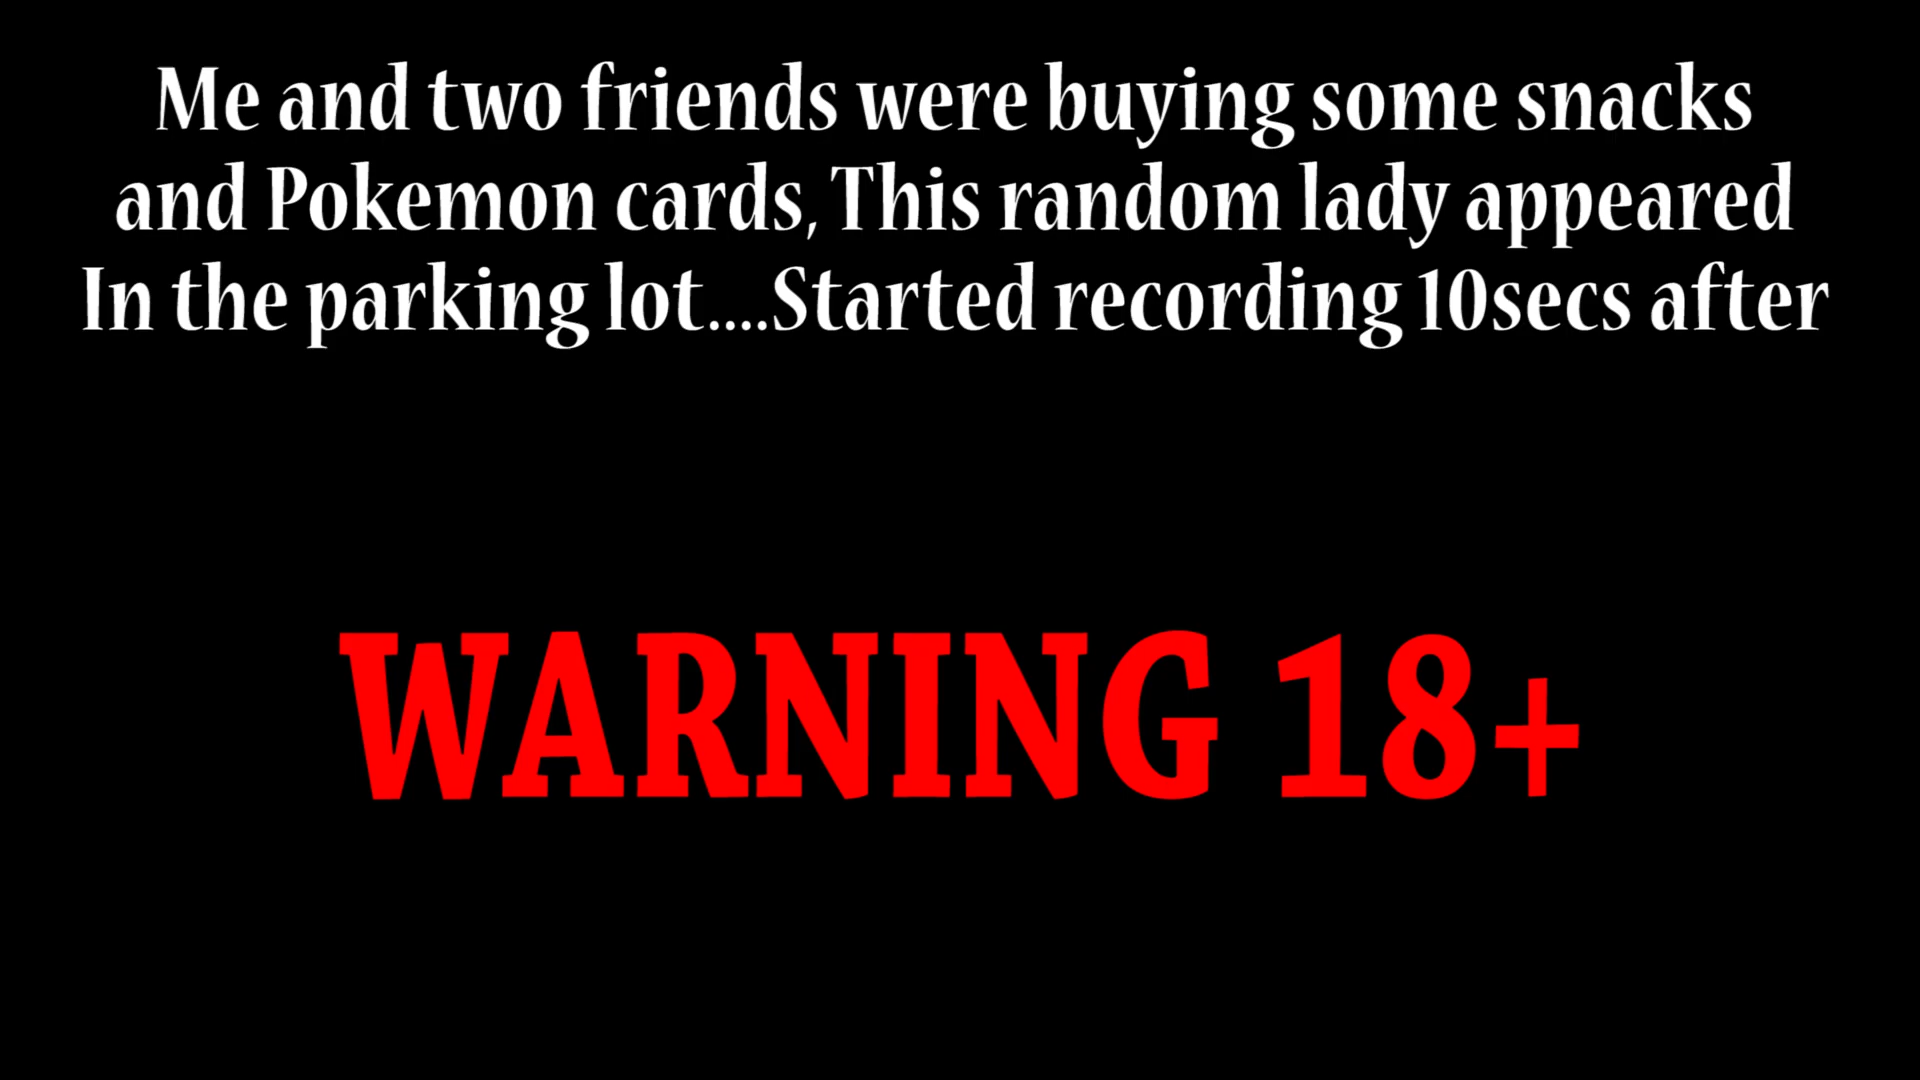 Me and two friends were buying some snacks
and Pokemon cards, This random lady appeared
In the parking lot....Started recording 10secs after
WARNING 18+